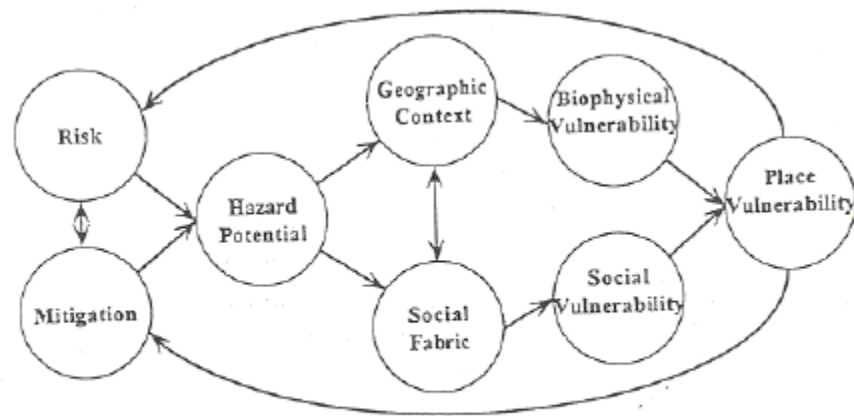 Risk
Mitigation
Hazard
Potential
Geographic
Context
Social
Fabric
Biophysical
Vulnerability
Social
Vulnerability
Place
Vulnerability